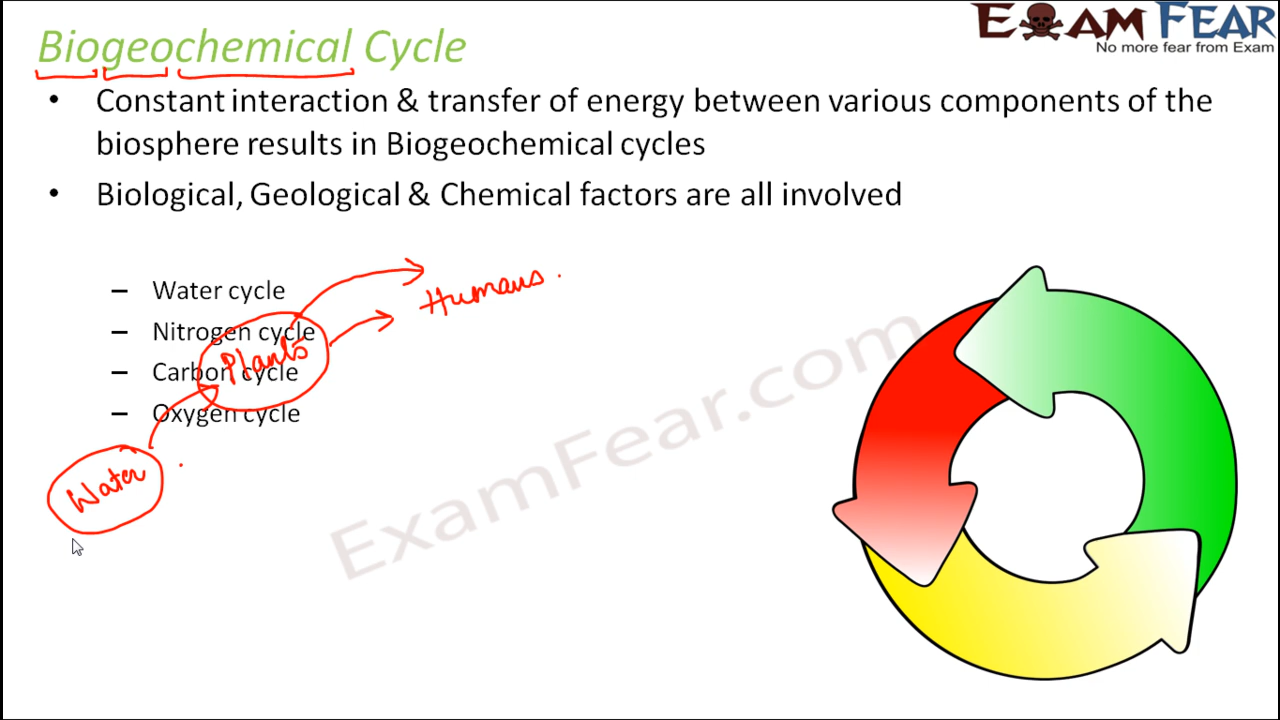 EXAM FEAR
No more fear from Exam
Biogeochemical Cycle
• Constant interaction & transfer of energy between various components of the
biosphere results in Biogeochemical cycles
• Biological, Geological & Chemical factors are all involved
– Water cycle
– Nitrogen cycle
– Carbon cycle
– Oxygen cycle
Humans
Plants
Water
ExamFear.com